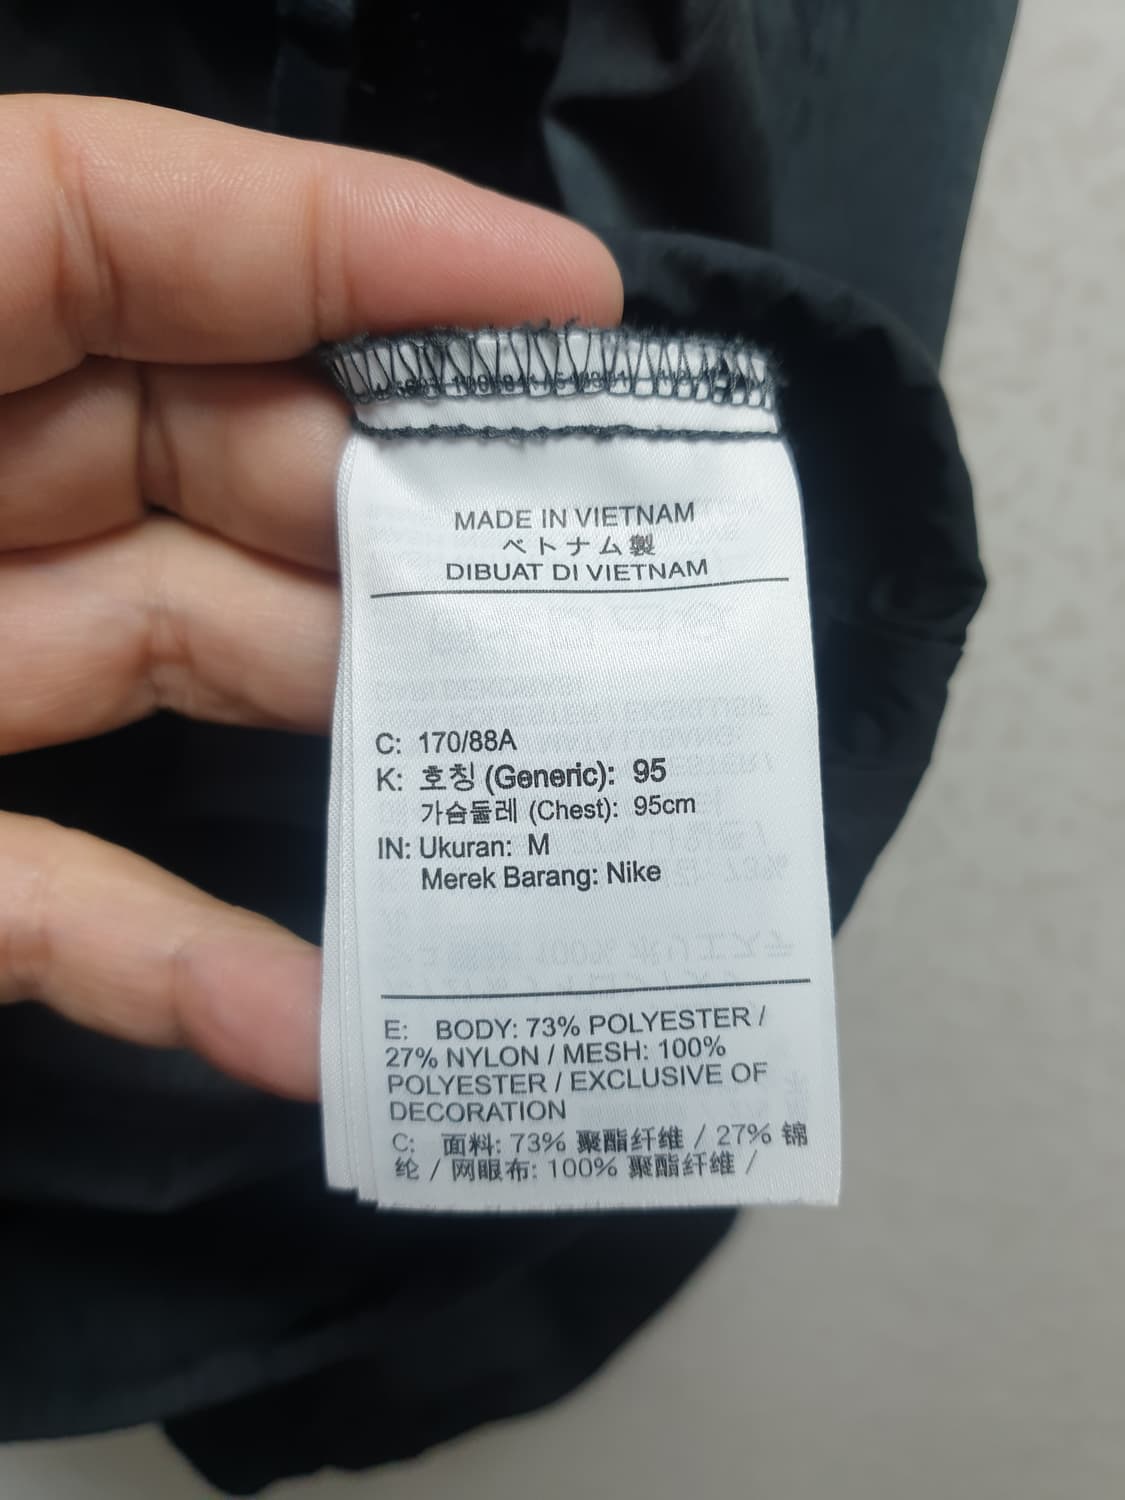 MADE IN VIETNAM
ベトナム製
DIBUAT DI VIETNAM
C: 170/88A
K: 호칭 (Generic): 95
가슴둘레 (Chest): 95cm
IN: Ukuran: M
Merek Barang: Nike
E: BODY: 73% POLYESTER /
27% NYLON / MESH: 100%
POLYESTER / EXCLUSIVE OF
DECORATION
C: 面料: 73% 聚酯纤维 / 27% 锦
纶 / 网眼布: 100% 聚酯纤维 /